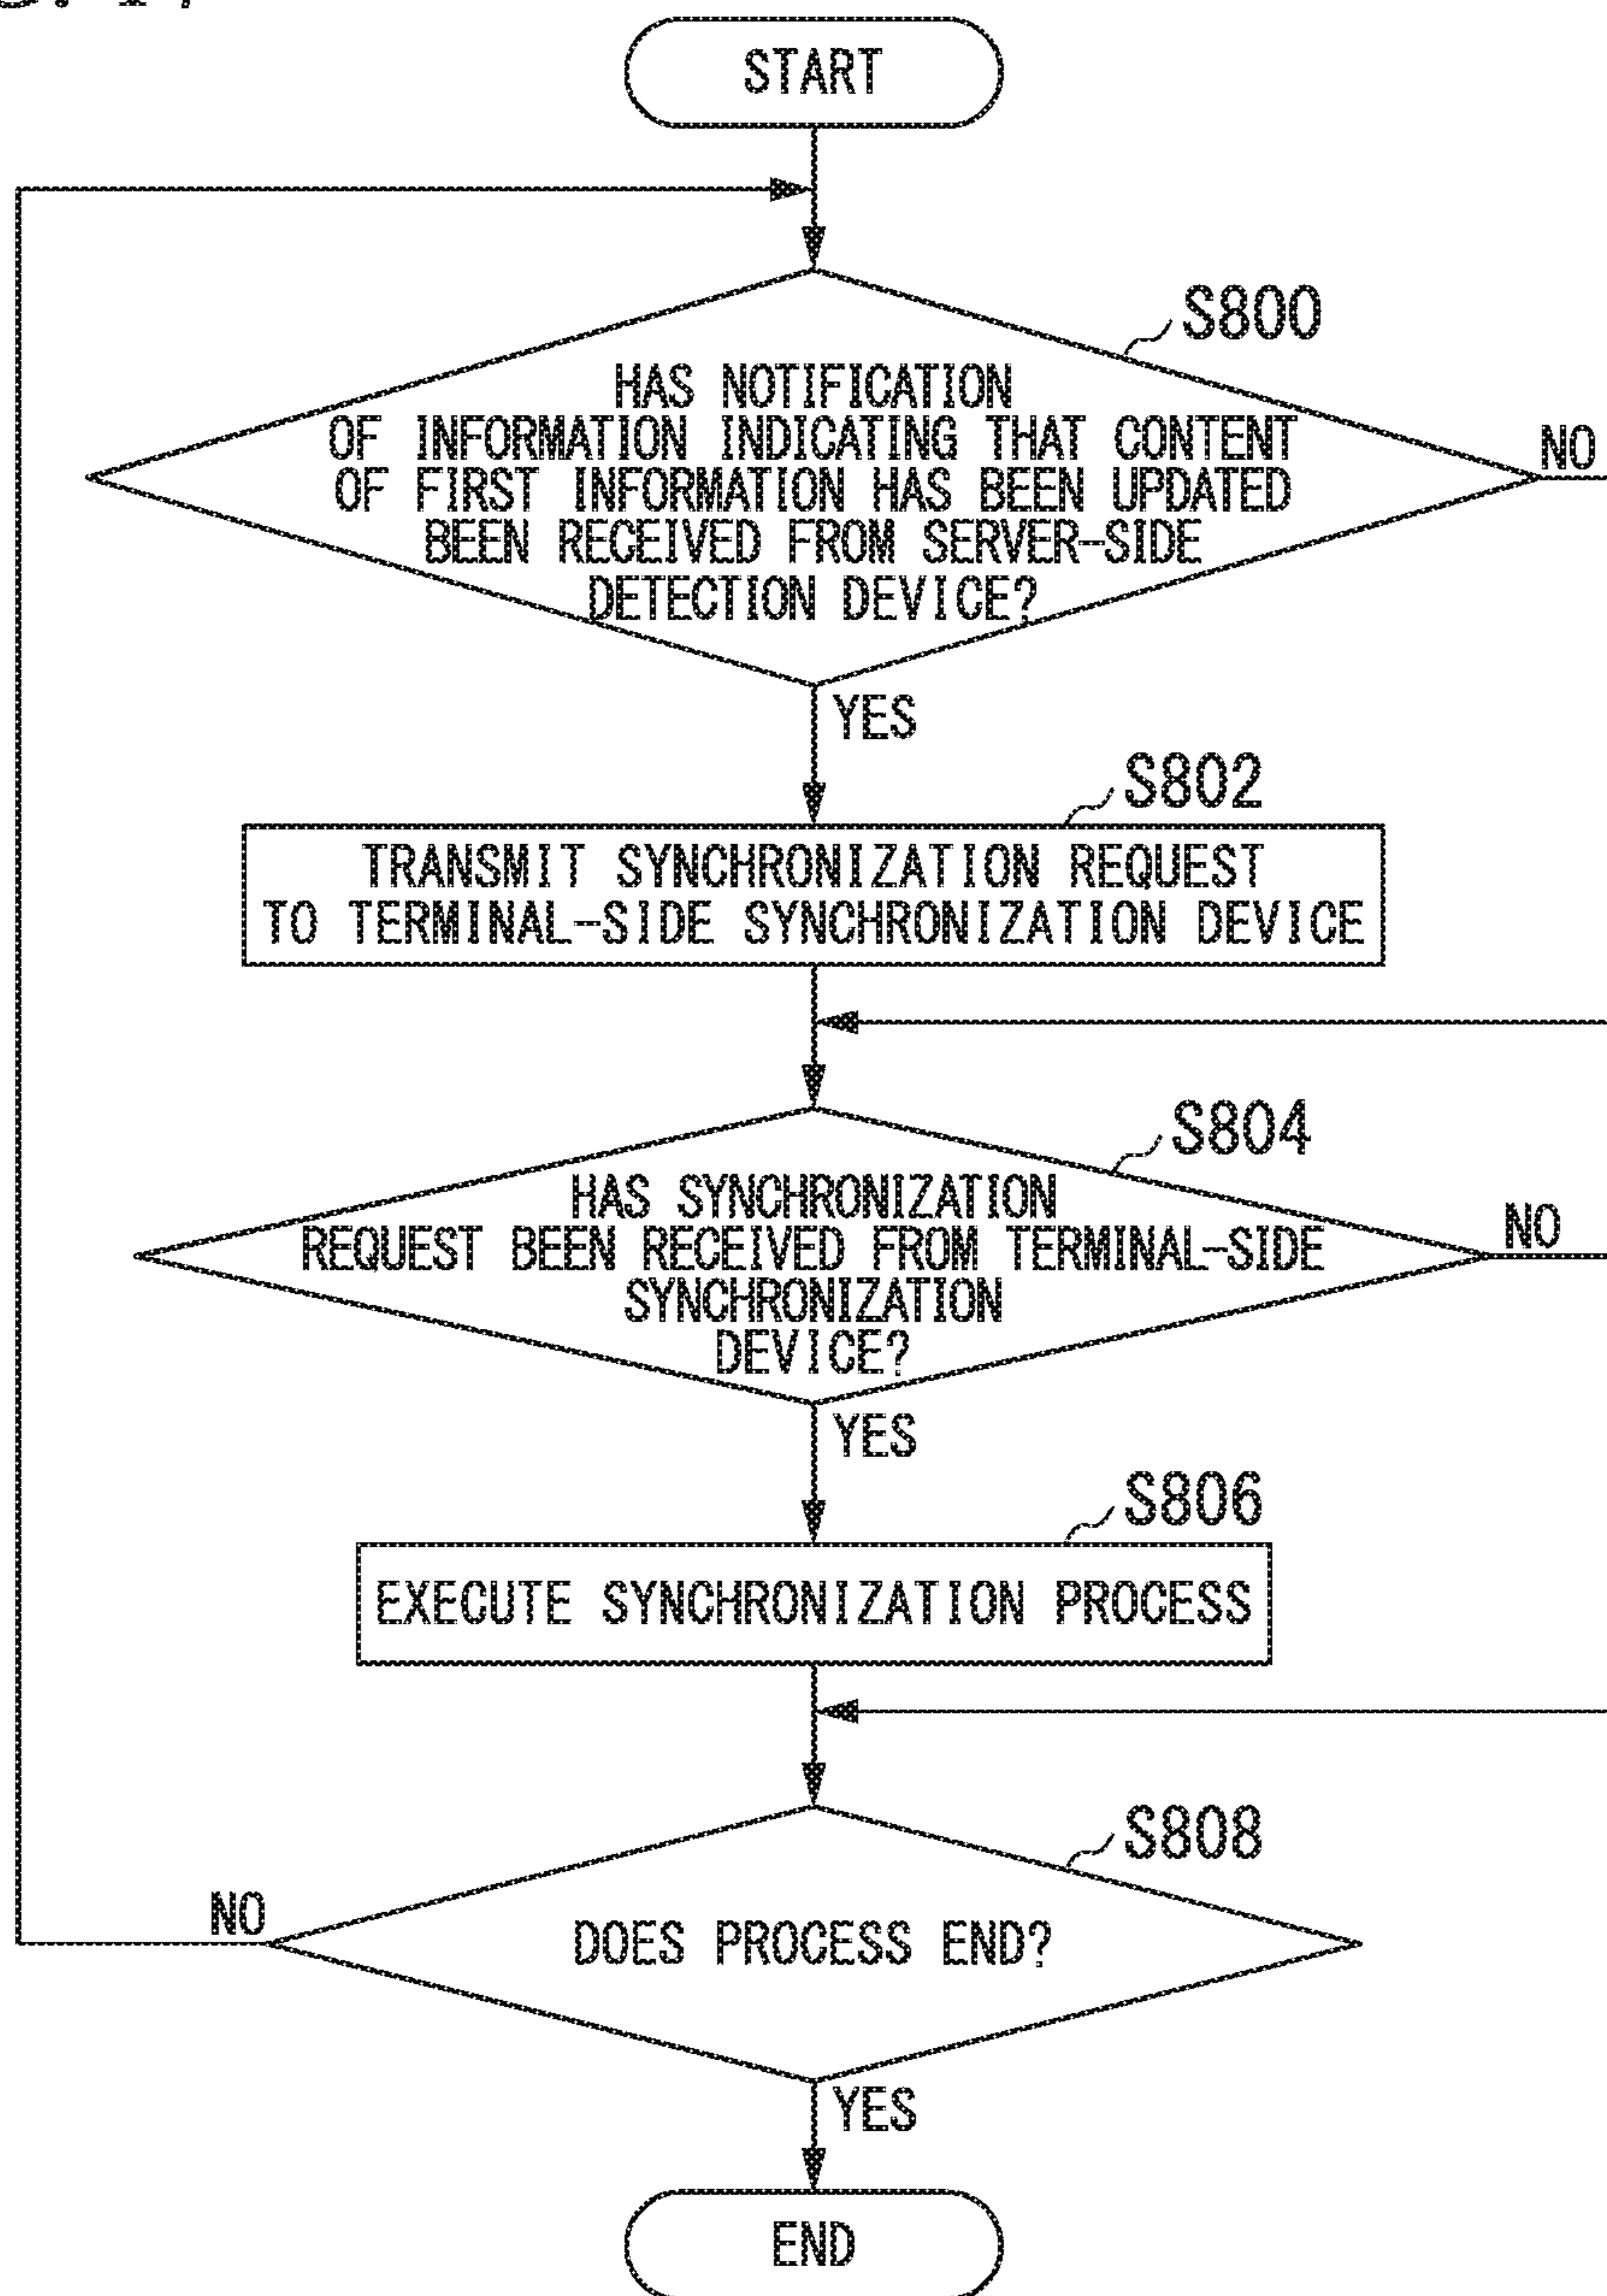 START
S800
HAS NOTIFICATION
OF INFORMATION INDICATING THAT CONTENT
OF FIRST INFORMATION HAS BEEN UPDATED
BEEN RECEIVED FROM SERVER-SIDE
DETECTION DEVICE?
NO
YES
S802
TRANSMIT SYNCHRONIZATION REQUEST
TO TERMINAL-SIDE SYNCHRONIZATION DEVICE
S804
HAS SYNCHRONIZATION
REQUEST BEEN RECEIVED FROM TERMINAL-SIDE
SYNCHRONIZATION
DEVICE?
NO
YES
S806
EXECUTE SYNCHRONIZATION PROCESS
S808
NO
DOES PROCESS END?
YES
END